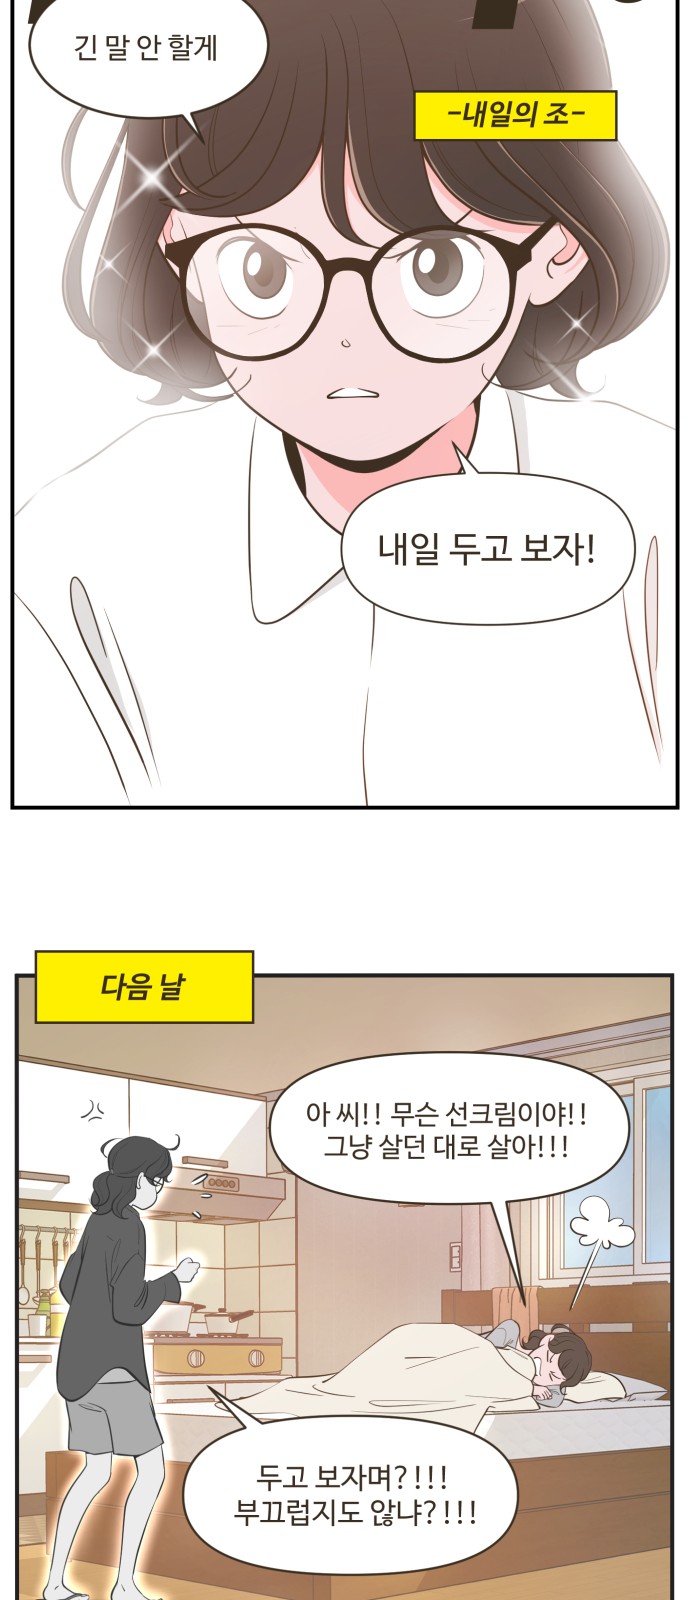 긴 말 안 할게
-내일의 조-
내일 두고 보자!
다음 날
아 씨!! 무슨 선크림이야!!
그냥 살던 대로 살아!!!
두고 보자며?!!!
부끄럽지도 않냐?!!!